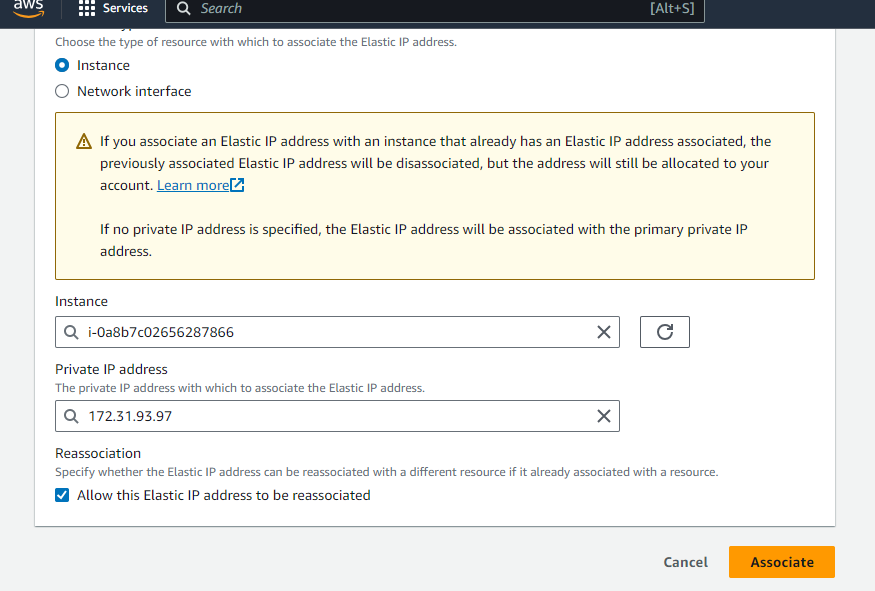 aws
Services
Search
[Alt+S]
Choose the type of resource with which to associate the Elastic IP address.
Instance
Network interface
If you associate an Elastic IP address with an instance that already has an Elastic IP address associated, the
previously associated Elastic IP address will be disassociated, but the address will still be allocated to your
account. Learn more
If no private IP address is specified, the Elastic IP address will be associated with the primary private IP
address.
Instance
i-0a8b7c02656287866
Private IP address
The private IP address with which to associate the Elastic IP address.
172.31.93.97
Reassociation
Specify whether the Elastic IP address can be reassociated with a different resource if it already associated with a resource.
Allow this Elastic IP address to be reassociated
Cancel
Associate